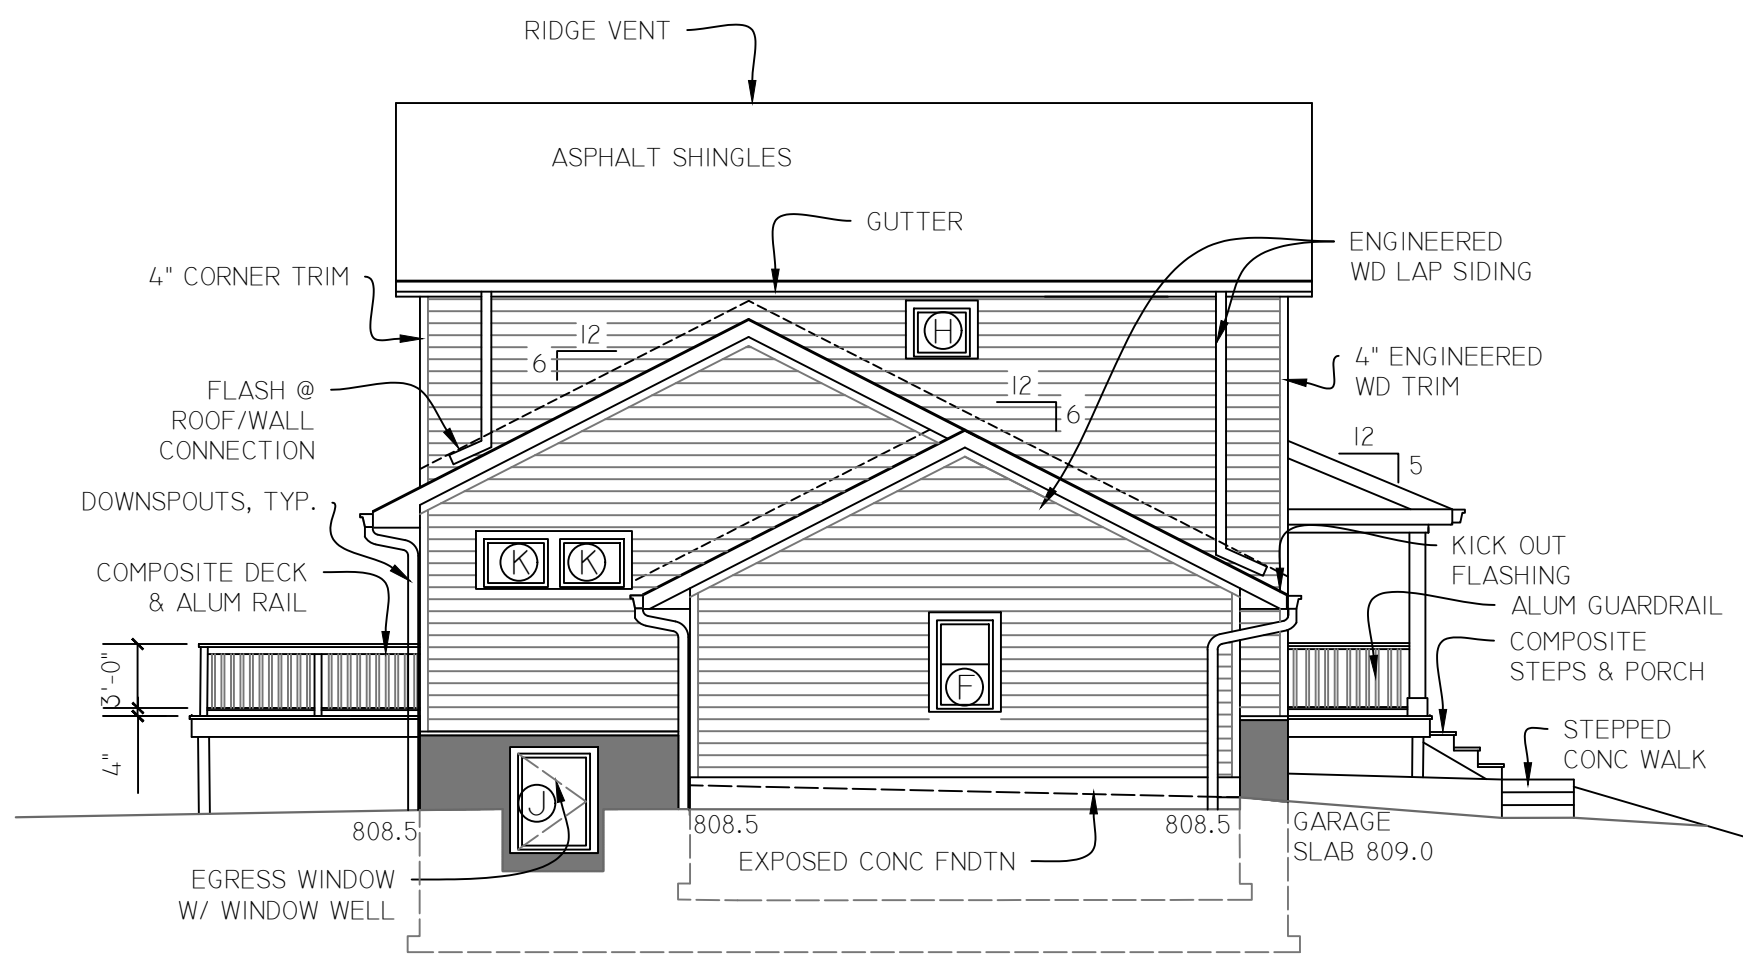 RIDGE VENT
ASPHALT SHINGLES
GUTTER
ENGINEERED
WD LAP SIDING
4" CORNER TRIM
12
6
H
4" ENGINEERED
WD TRIM
FLASH @
ROOF/WALL
CONNECTION
12
6
12
5
DOWNSPOUTS, TYP.
KICK OUT
FLASHING
K
K
COMPOSITE DECK
& ALUM RAIL
ALUM GUARDRAIL
COMPOSITE
STEPS & PORCH
3'-0"
F
STEPPED
CONC WALK
4"
J
808.5
808.5
808.5
GARAGE
SLAB 809.0
EXPOSED CONC FNDTN
EGRESS WINDOW
W/ WINDOW WELL